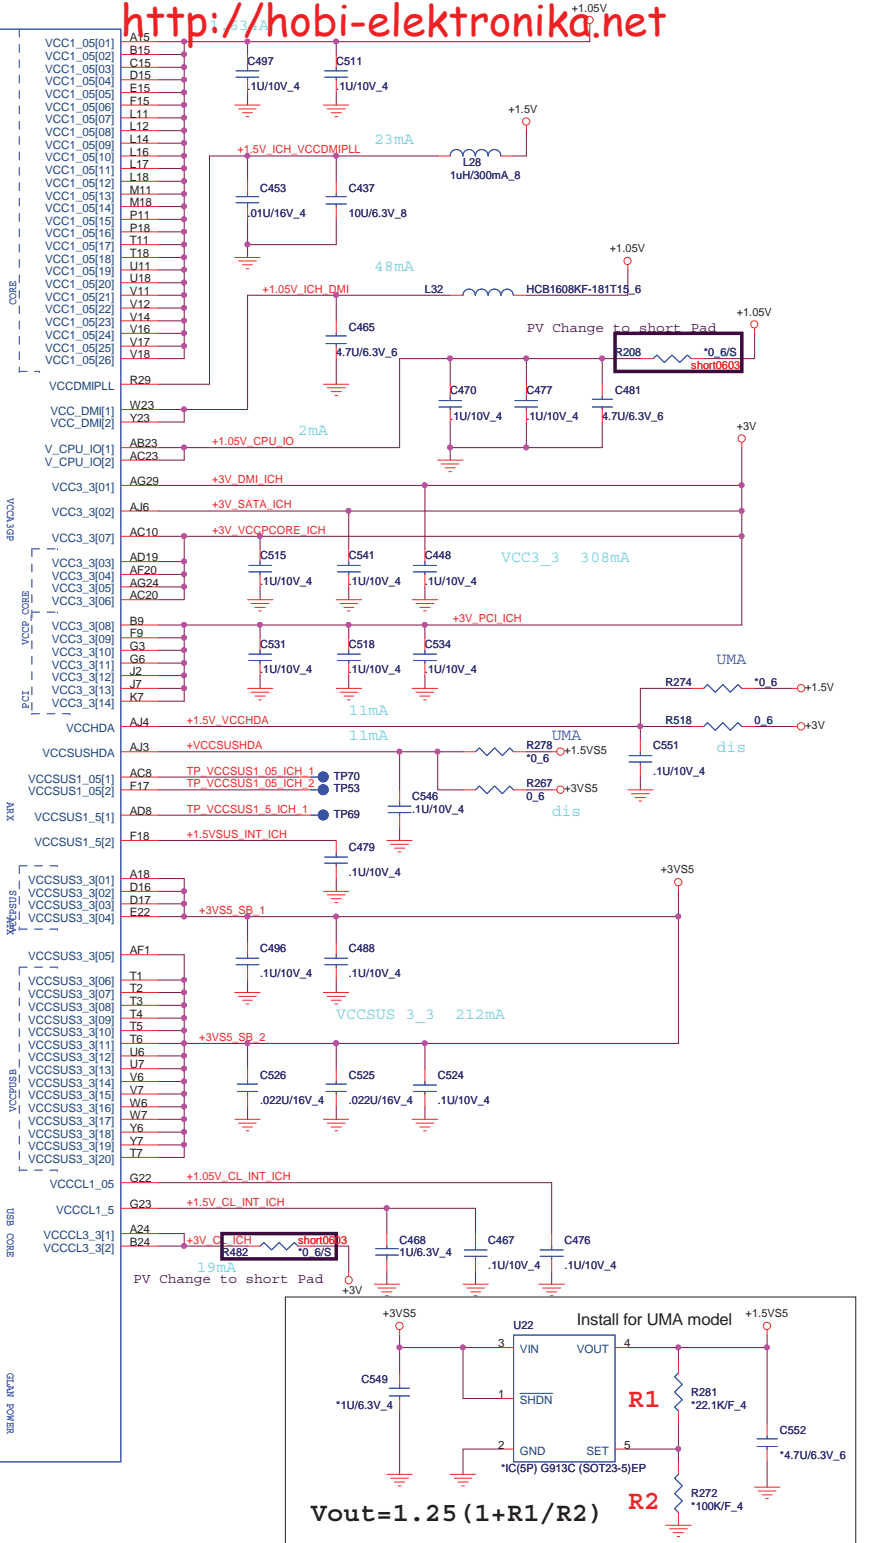 http://hobi-elektronika.net
+1.05V
VCC1_05[01] A15
VCC1_05[02] B15
VCC1_05[03] C15
VCC1_05[04] D15
VCC1_05[05] E15
VCC1_05[06] F15
VCC1_05[07] L11
VCC1_05[08] L12
VCC1_05[09] L14
VCC1_05[10] L16
VCC1_05[11] L17
VCC1_05[12] L18
VCC1_05[13] M11
VCC1_05[14] M18
VCC1_05[15] P11
VCC1_05[16] P18
VCC1_05[17] T11
VCC1_05[18] T18
VCC1_05[19] U11
VCC1_05[20] U18
VCC1_05[21] V11
VCC1_05[22] V12
VCC1_05[23] V14
VCC1_05[24] V16
VCC1_05[25] V17
VCC1_05[26] V18
CORE
C497
.1U/10V_4
C511
.1U/10V_4
+1.5V
23mA
+1.5V_ICH_VCCDMIPLL
L28
1uH/300mA_8
C453
.01U/16V_4
C437
10U/6.3V_8
+1.05V
48mA
+1.05V_ICH_DMI
L32
HCB1608KF-181T15_6
C465
4.7U/6.3V_6
+1.05V
PV Change to short Pad
R208
*0_6/S
short0603
VCCDMIPLL R29
VCC_DMI[1] W23
VCC_DMI[2] Y23
C470
.1U/10V_4
C477
.1U/10V_4
C481
4.7U/6.3V_6
2mA
V_CPU_IO[1] AB23 +1.05V_CPU_IO
V_CPU_IO[2] AC23
+3V
VCC3_3[01] AG29 +3V_DMI_ICH
VCC3_3[02] AJ6 +3V_SATA_ICH
VCC3_3[07] AC10 +3V_VCCPCORE_ICH
VCCA3GP
VCC3_3[03] AD19
VCC3_3[04] AF20
VCC3_3[05] AG24
VCC3_3[06] AC20
VCCP_CORE
C515
.1U/10V_4
C541
.1U/10V_4
C448
.1U/10V_4
VCC3_3 308mA
+3V_PCI_ICH
VCC3_3[08] B9
VCC3_3[09] F9
VCC3_3[10] G3
VCC3_3[11] G6
VCC3_3[12] J2
VCC3_3[13] J7
VCC3_3[14] K7
PCI
C531
.1U/10V_4
C518
.1U/10V_4
C534
.1U/10V_4
UMA
R274
*0_6
+1.5V
11mA
VCCHDA AJ4 +1.5V_VCCHDA
R518
0_6
+3V
dis
11mA
VCCSUSHDA AJ3 +VCCSUSHDA
UMA
R278
*0_6
+1.5VS5
C551
.1U/10V_4
R267
0_6
+3VS5
dis
C546
.1U/10V_4
VCCSUS1_05[1] AC8 TP_VCCSUS1_05_ICH_1 TP70
VCCSUS1_05[2] F17 TP_VCCSUS1_05_ICH_2 TP53
ARX
VCCSUS1_5[1] AD8 TP_VCCSUS1_5_ICH_1 TP69
VCCSUS1_5[2] F18 +1.5VSUS_INT_ICH
C479
.1U/10V_4
+3VS5
VCCSUS3_3[01] A18
VCCSUS3_3[02] D16
VCCSUS3_3[03] D17
VCCSUS3_3[04] E22 +3VS5_SB_1
C496
.1U/10V_4
C488
.1U/10V_4
VCCSUS3_3[05] AF1
VCCSUS3_3[06] T1
VCCSUS3_3[07] T2
VCCSUS3_3[08] T3
VCCSUS3_3[09] T4
VCCSUS3_3[10] T5
VCCSUS3_3[11] T6 +3VS5_SB_2
VCCSUS3_3[12] U6
VCCSUS3_3[13] U7
VCCSUS3_3[14] V6
VCCSUS3_3[15] V7
VCCSUS3_3[16] W6
VCCSUS3_3[17] W7
VCCSUS3_3[18] Y6
VCCSUS3_3[19] Y7
VCCSUS3_3[20] T7
VCCPUSB
VCCSUS 3_3 212mA
C526
.022U/16V_4
C525
.022U/16V_4
C524
.1U/10V_4
VCCCL1_05 G22 +1.05V_CL_INT_ICH
VCCCL1_5 G23 +1.5V_CL_INT_ICH
VCCCL3_3[1] A24
VCCCL3_3[2] B24 +3V_CL_ICH
USB CORE
R482
short0603
*0_6/S
19mA
PV Change to short Pad
+3V
C468
1U/6.3V_4
C467
.1U/10V_4
C476
.1U/10V_4
GLAN POWER
+3VS5
U22
Install for UMA model
+1.5VS5
3 VIN VOUT 4
1 SHDN
2 GND SET 5
*IC(5P) G913C (SOT23-5)EP
C549
*1U/6.3V_4
R1
R281
*22.1K/F_4
C552
*4.7U/6.3V_6
R2
R272
*100K/F_4
Vout=1.25(1+R1/R2)